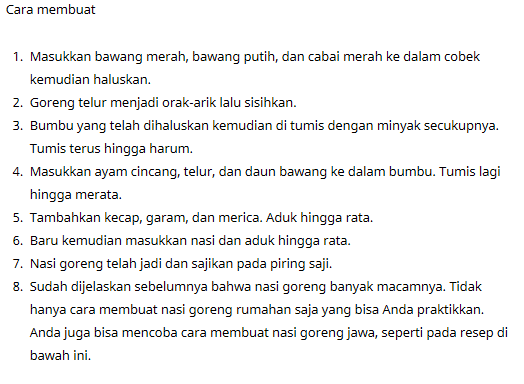 Cara membuat
1. Masukkan bawang merah, bawang putih, dan cabai merah ke dalam cobek
kemudian haluskan.
2. Goreng telur menjadi orak-arik lalu sisihkan.
3. Bumbu yang telah dihaluskan kemudian di tumis dengan minyak secukupnya.
Tumis terus hingga harum.
4. Masukkan ayam cincang, telur, dan daun bawang ke dalam bumbu. Tumis lagi
hingga merata.
5. Tambahkan kecap, garam, dan merica. Aduk hingga rata.
6. Baru kemudian masukkan nasi dan aduk hingga rata.
7. Nasi goreng telah jadi dan sajikan pada piring saji.
8. Sudah dijelaskan sebelumnya bahwa nasi goreng banyak macamnya. Tidak
hanya cara membuat nasi goreng rumahan saja yang bisa Anda praktikkan.
Anda juga bisa mencoba cara membuat nasi goreng jawa, seperti pada resep di
bawah ini.